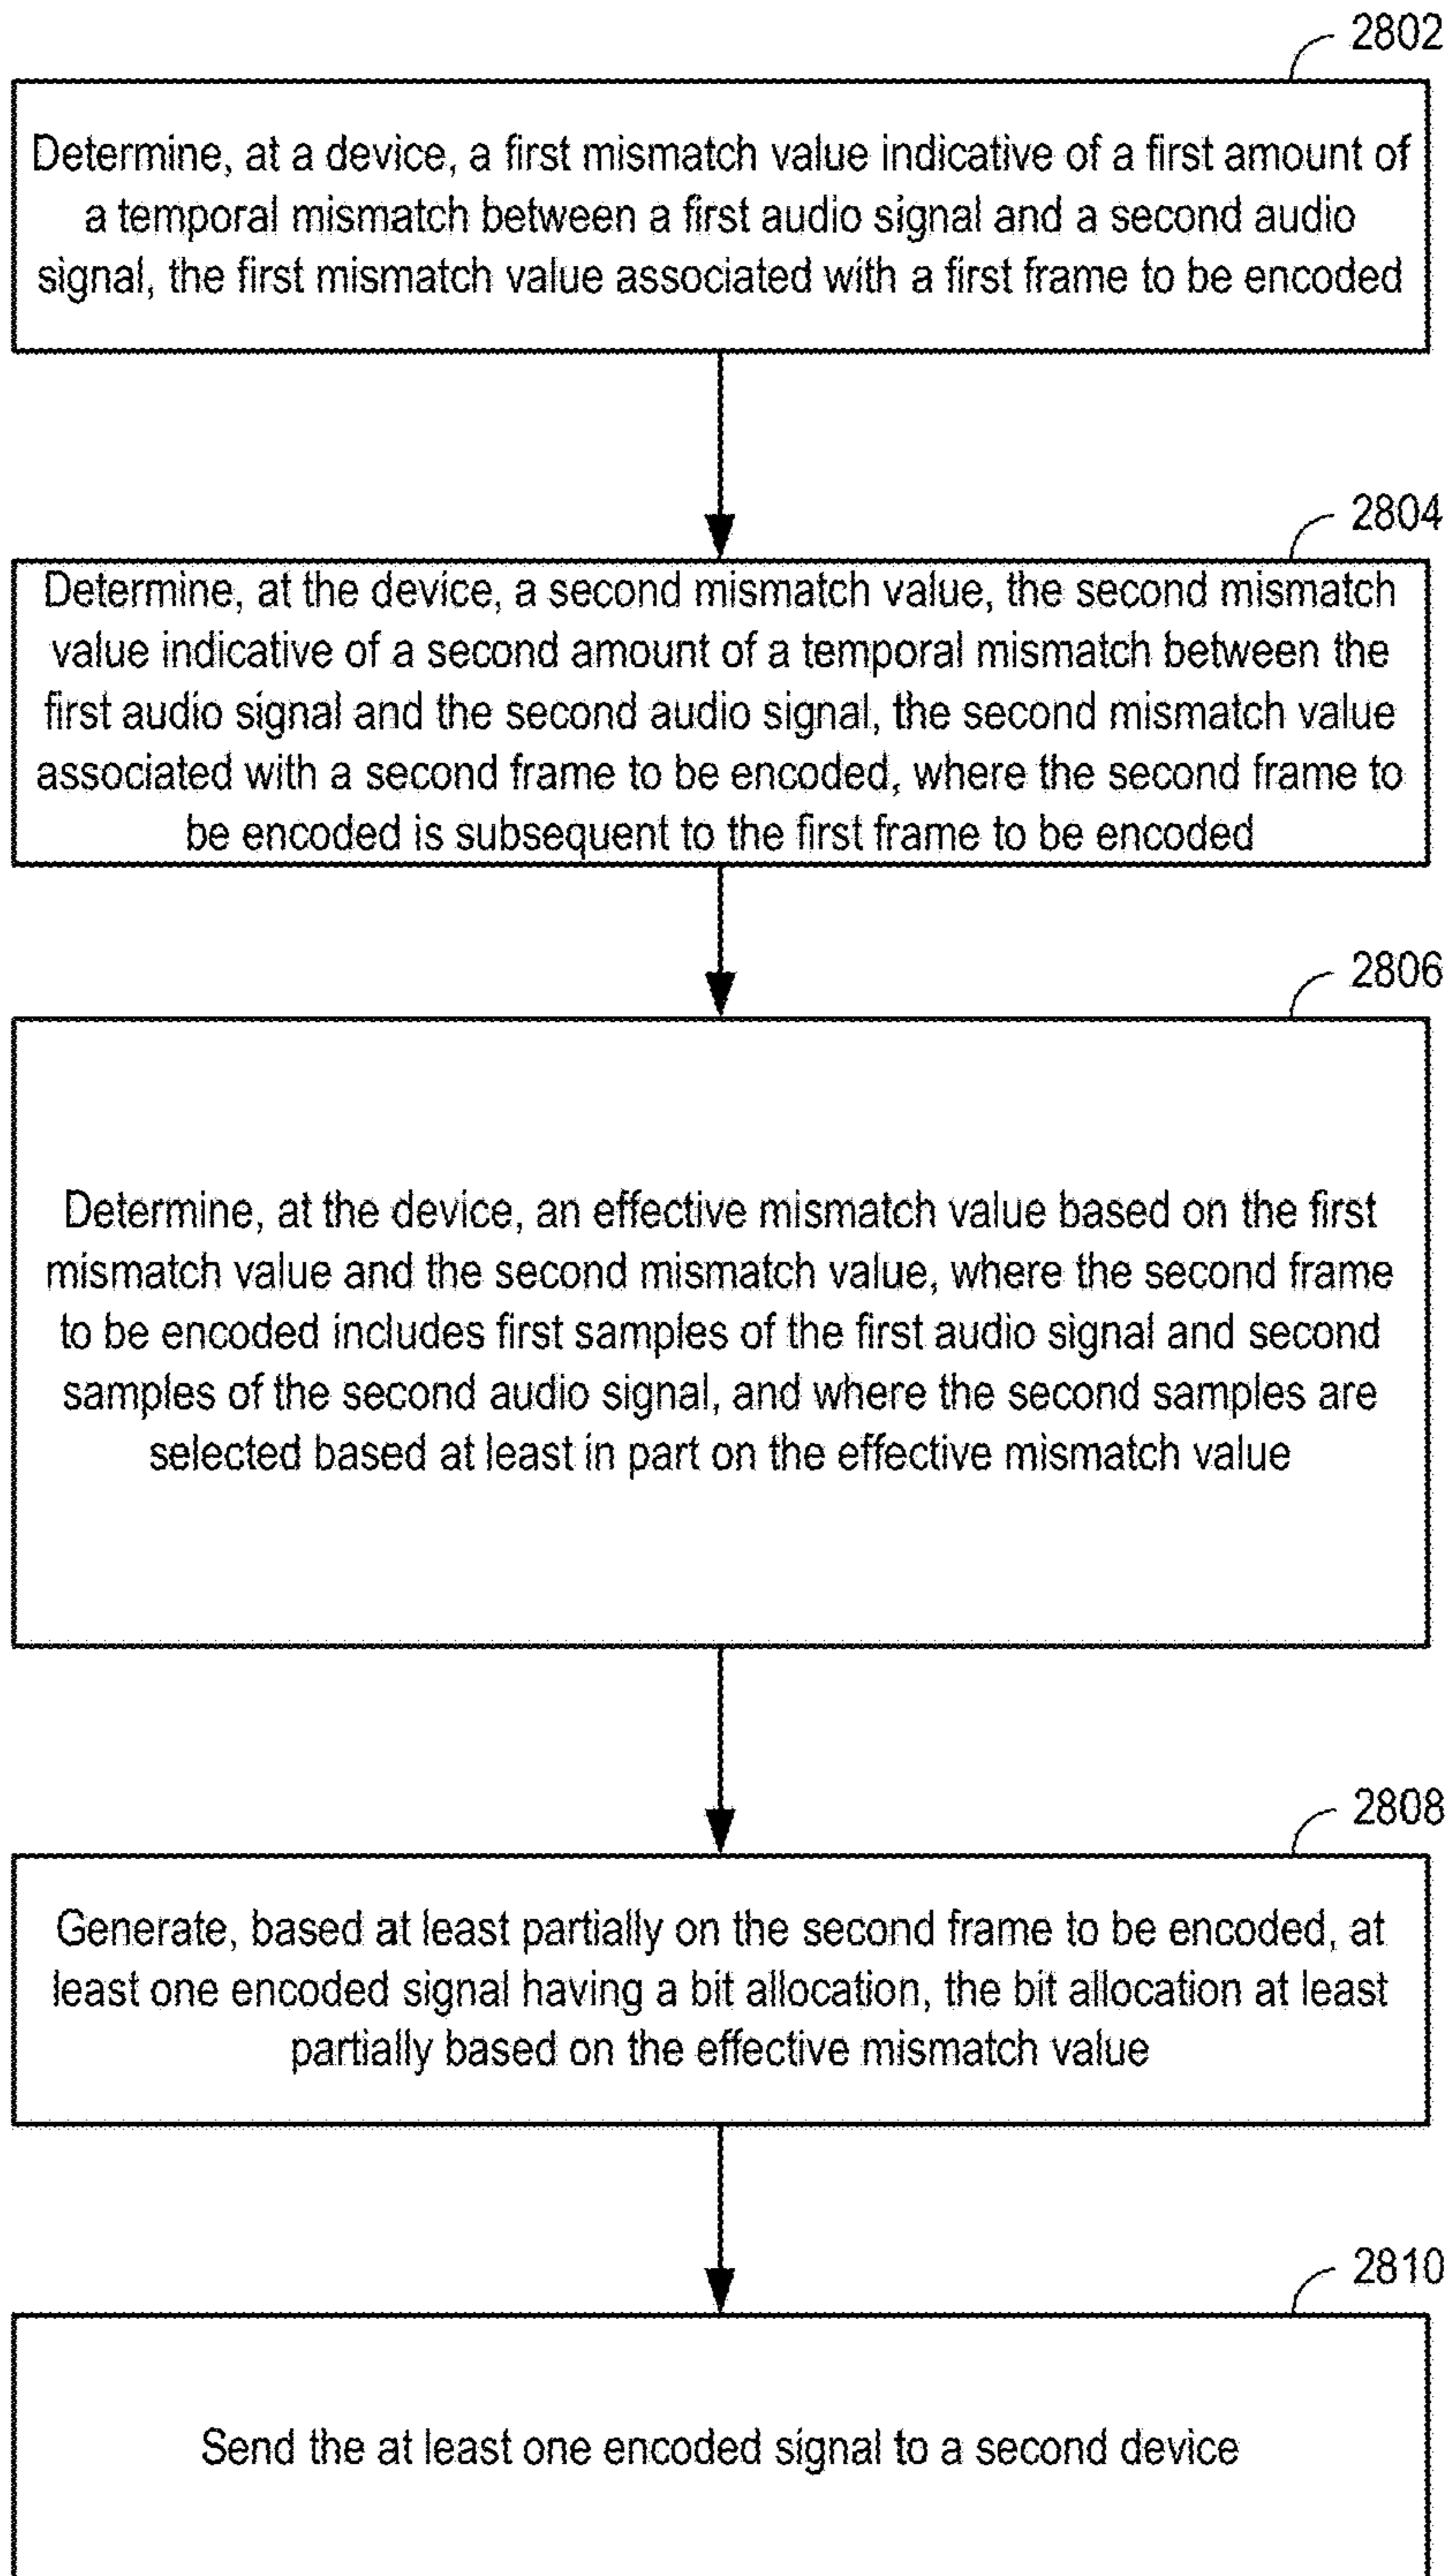 2802
Determine, at a device, a first mismatch value indicative of a first amount of
a temporal mismatch between a first audio signal and a second audio
signal, the first mismatch value associated with a first frame to be encoded
2804
Determine, at the device, a second mismatch value, the second mismatch
value indicative of a second amount of a temporal mismatch between the
first audio signal and the second audio signal, the second mismatch value
associated with a second frame to be encoded, where the second frame to
be encoded is subsequent to the first frame to be encoded
2806
Determine, at the device, an effective mismatch value based on the first
mismatch value and the second mismatch value, where the second frame
to be encoded includes first samples of the first audio signal and second
samples of the second audio signal, and where the second samples are
selected based at least in part on the effective mismatch value
2808
Generate, based at least partially on the second frame to be encoded, at
least one encoded signal having a bit allocation, the bit allocation at least
partially based on the effective mismatch value
2810
Send the at least one encoded signal to a second device